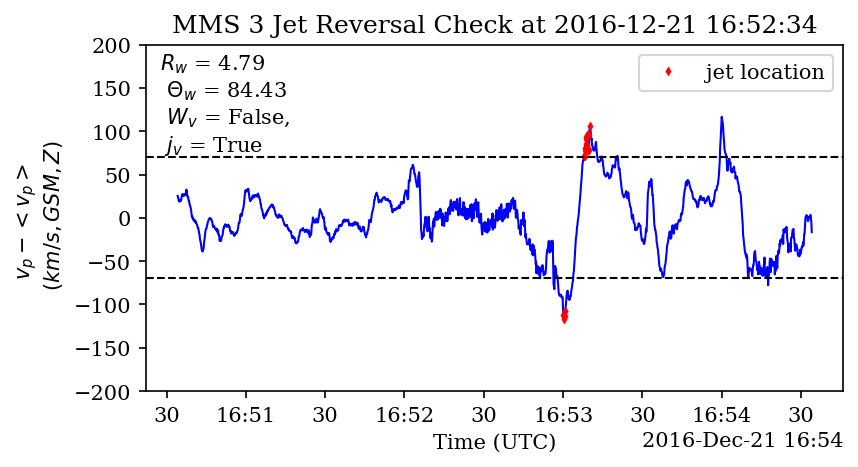 MMS 3 Jet Reversal Check at 2016-12-21 16:52:34
R_w = 4.79
Θ_w = 84.43
W_v = False,
j_v = True
jet location
v_p − < v_p >
(km/s, GSM, Z)
200
150
100
50
0
−50
−100
−150
−200
30 16:51 30 16:52 30 16:53 30 16:54 30
Time (UTC)
2016-Dec-21 16:54